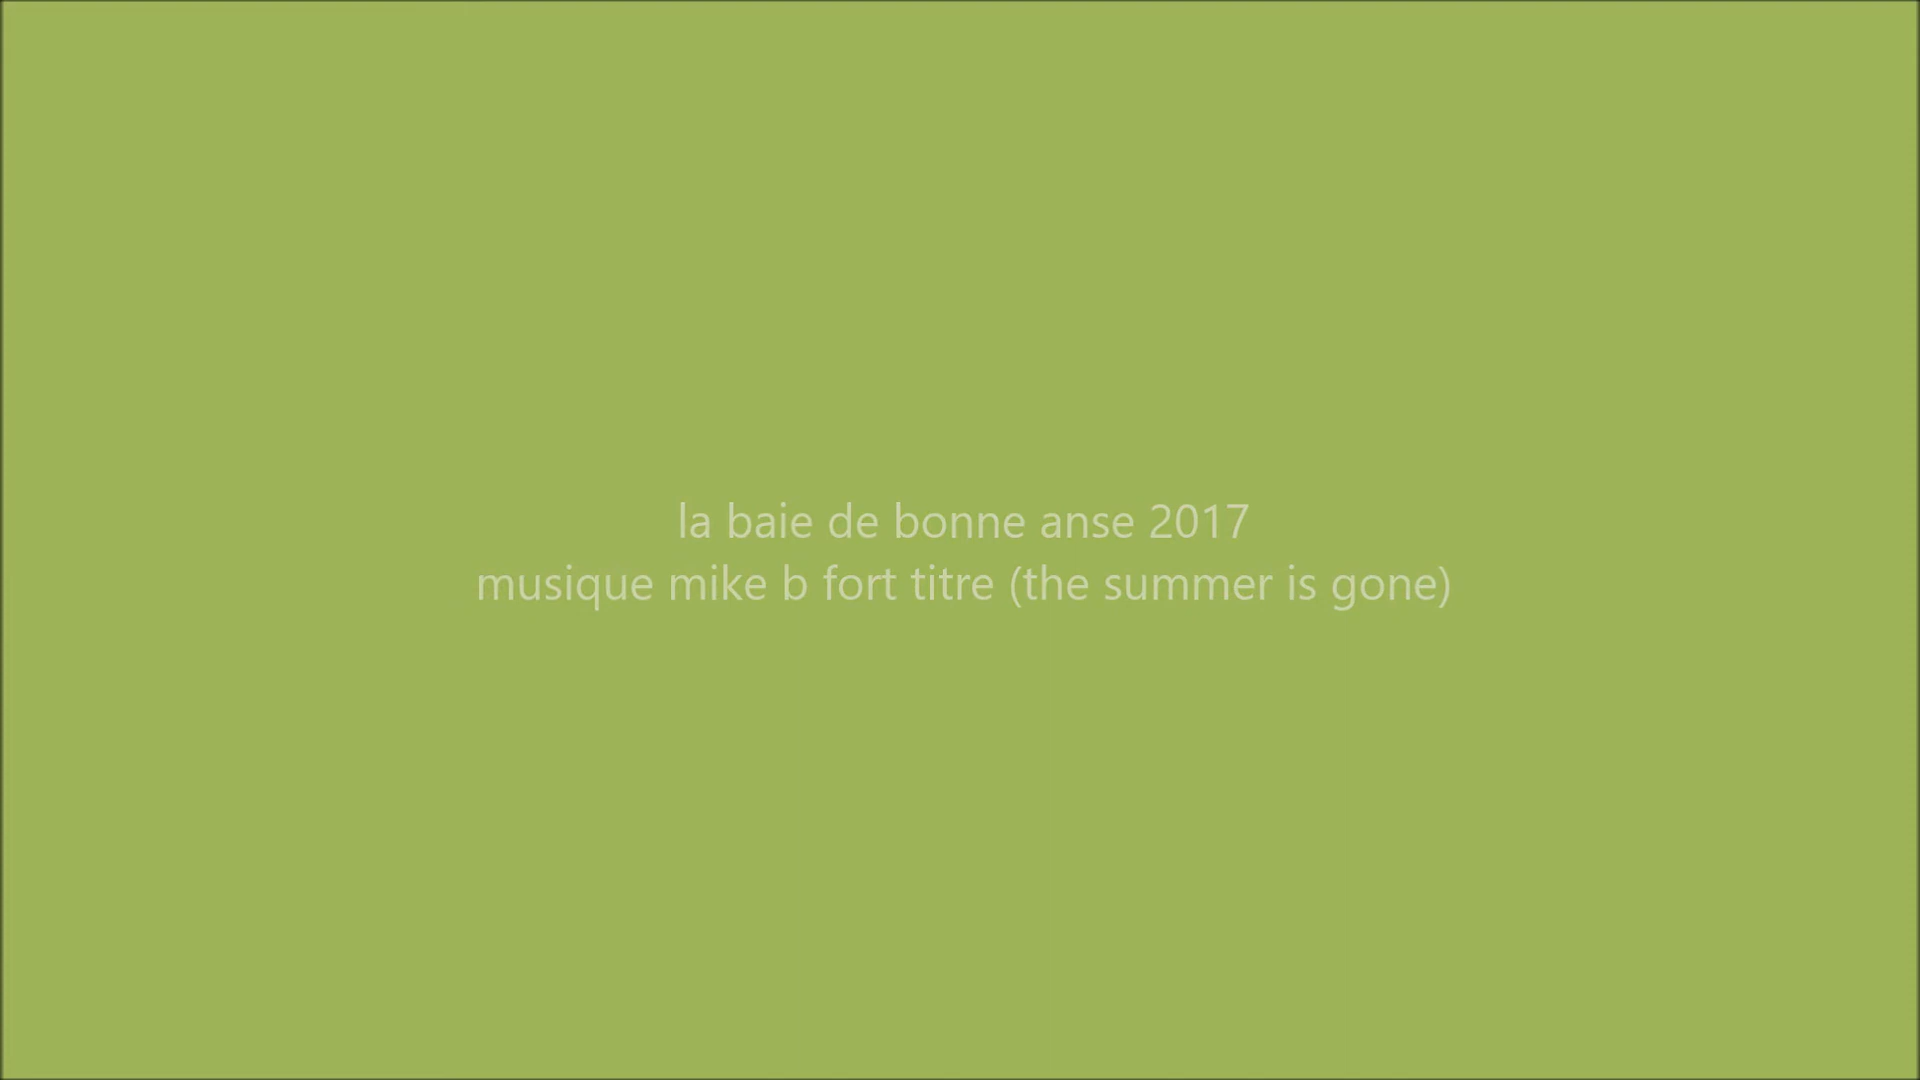 la baie de bonne anse 2017
musique mike b fort titre (the summer is gone)